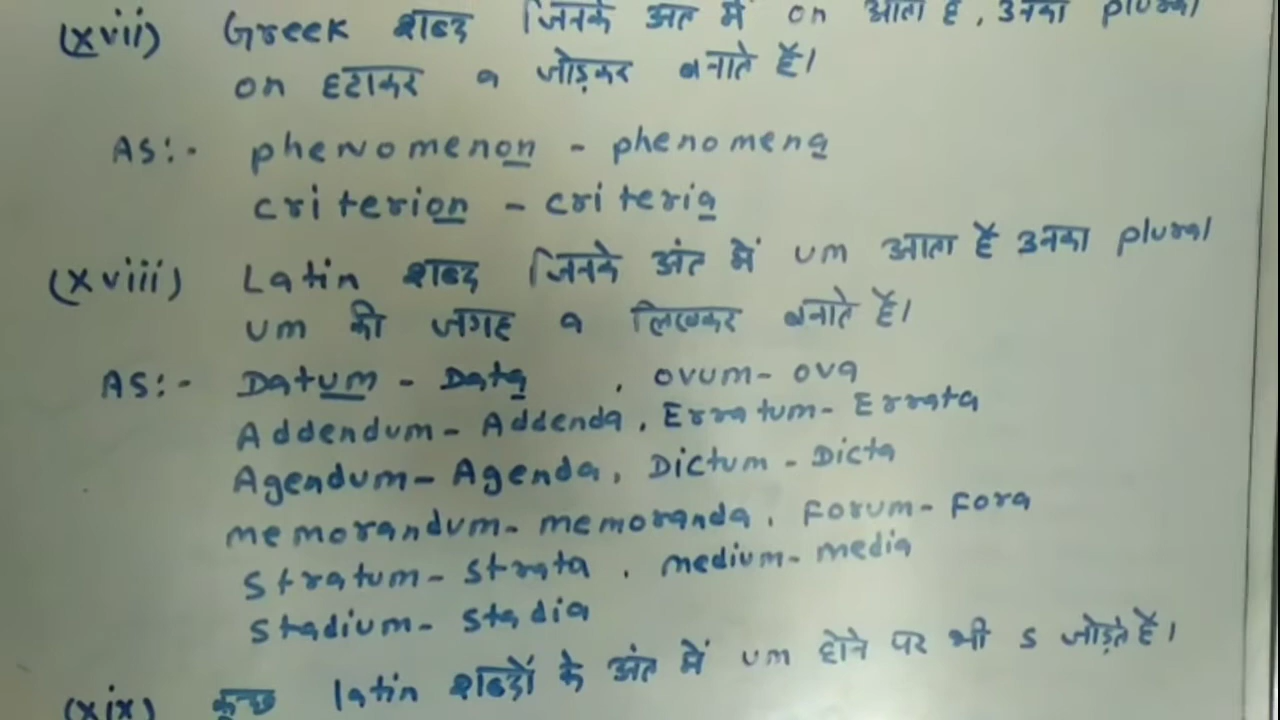 (xvii) Greek शब्द जिनके अंत में on आता है, उनका plural
on हटाकर a जोड़कर बनाते हैं।
AS:- phenomenon - phenomena
criterion - criteria
(xviii) Latin शब्द जिनके अंत में um आता है उनका plural
um की जगह a लिखकर बनाते हैं।
AS:- Datum - Data , ovum - ova
Addendum - Addenda , Erratum - Errata
Agendum - Agenda, Dictum - Dicta
memorandum - memoranda, Forum - Fora
Stratum - Strata , medium - media
Stadium - Stadia
(xix) कुछ latin शब्दों के अंत में um होने पर भी s जोड़ते हैं।